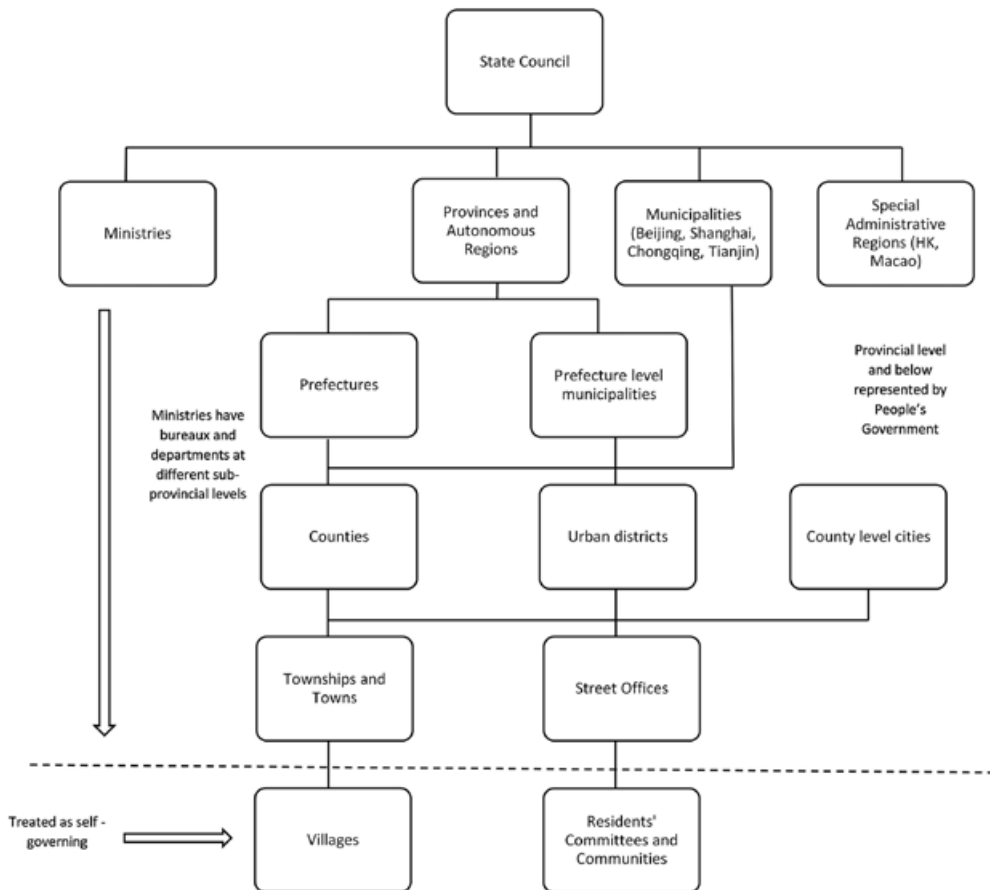 State Council
Ministries
Provinces and
Autonomous
Regions
Municipalities
(Beijing, Shanghai,
Chongqing, Tianjin)
Special
Administrative
Regions (HK,
Macao)
Prefectures
Prefecture level
municipalities
Provincial level
and below
represented by
People's
Government
Ministries have
bureaux and
departments at
different sub-
provincial levels
Counties
Urban districts
County level cities
Townships and
Towns
Street Offices
Treated as self -
governing
Villages
Residents'
Committees and
Communities